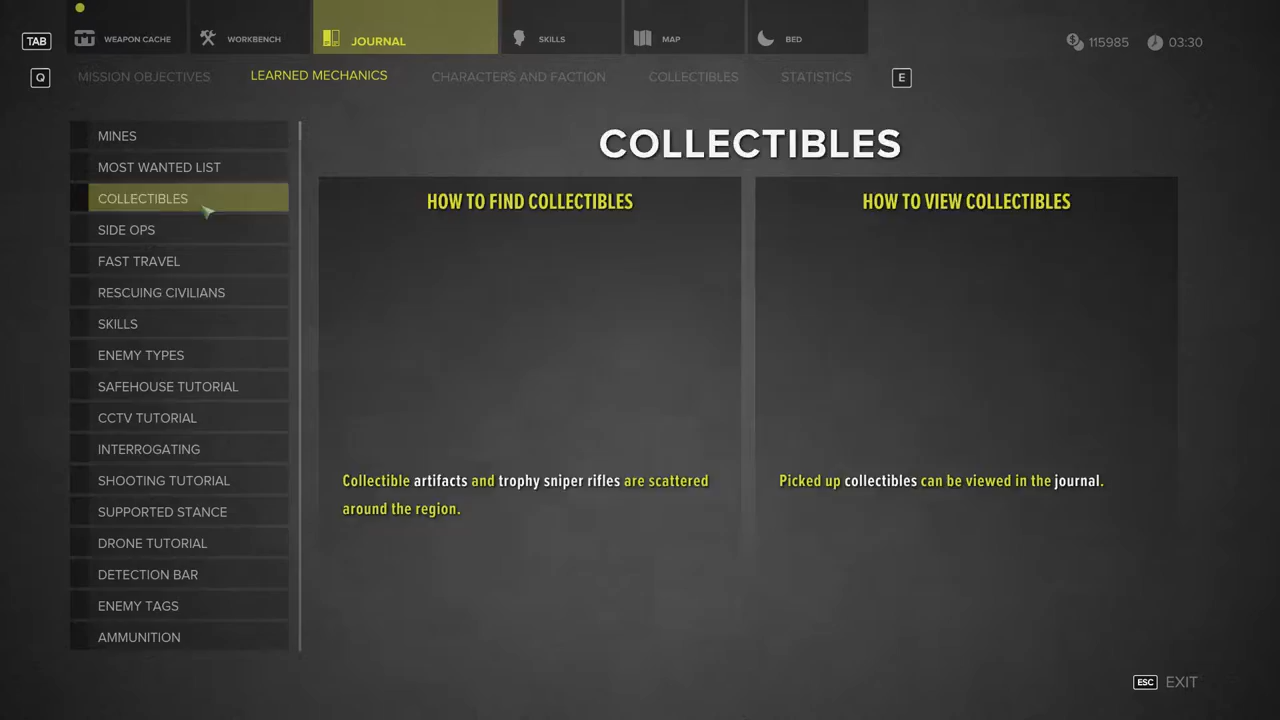 TAB
WEAPON CACHE
WORKBENCH
JOURNAL
SKILLS
MAP
BED
115985
03:30
Q
MISSION OBJECTIVES
LEARNED MECHANICS
CHARACTERS AND FACTION
COLLECTIBLES
STATISTICS
E
MINES
MOST WANTED LIST
COLLECTIBLES
SIDE OPS
FAST TRAVEL
RESCUING CIVILIANS
SKILLS
ENEMY TYPES
SAFEHOUSE TUTORIAL
CCTV TUTORIAL
INTERROGATING
SHOOTING TUTORIAL
SUPPORTED STANCE
DRONE TUTORIAL
DETECTION BAR
ENEMY TAGS
AMMUNITION
COLLECTIBLES
HOW TO FIND COLLECTIBLES
Collectible artifacts and trophy sniper rifles are scattered
around the region.
HOW TO VIEW COLLECTIBLES
Picked up collectibles can be viewed in the journal.
ESC EXIT